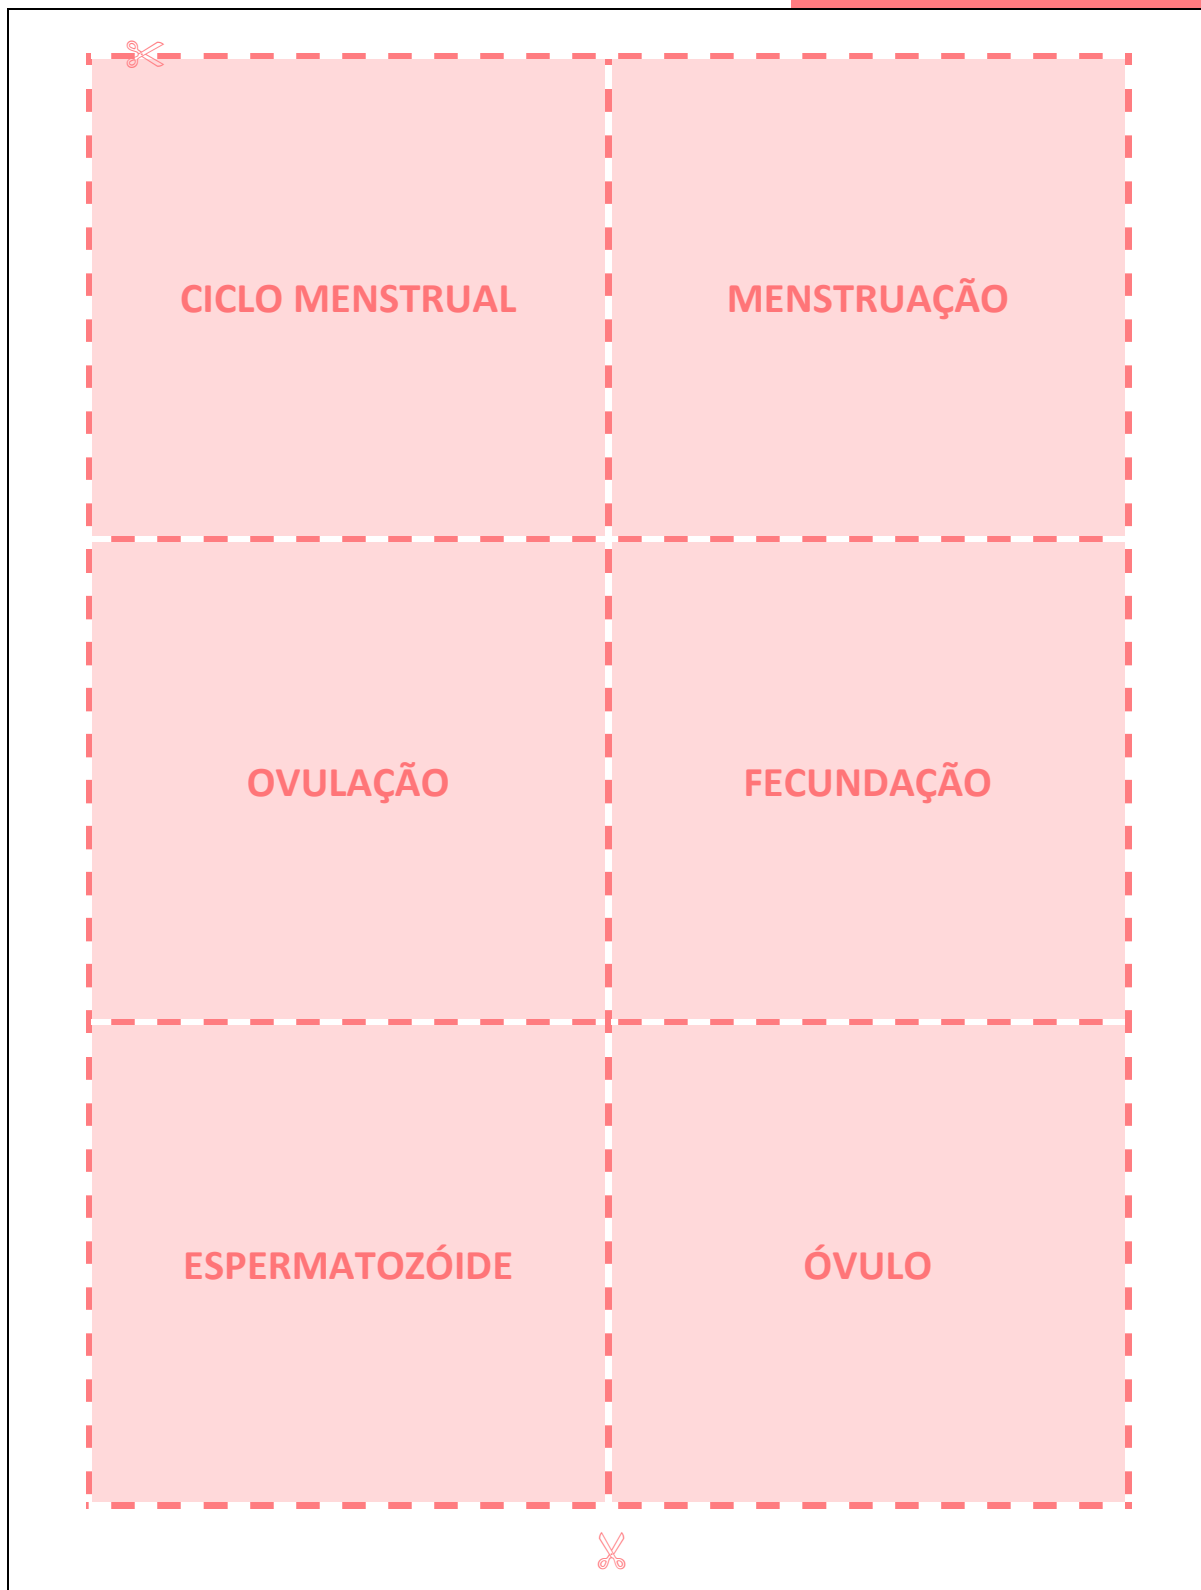 CICLO MENSTRUAL
MENSTRUAÇÃO
OVULAÇÃO
FECUNDAÇÃO
ESPERMATOZÓIDE
ÓVULO